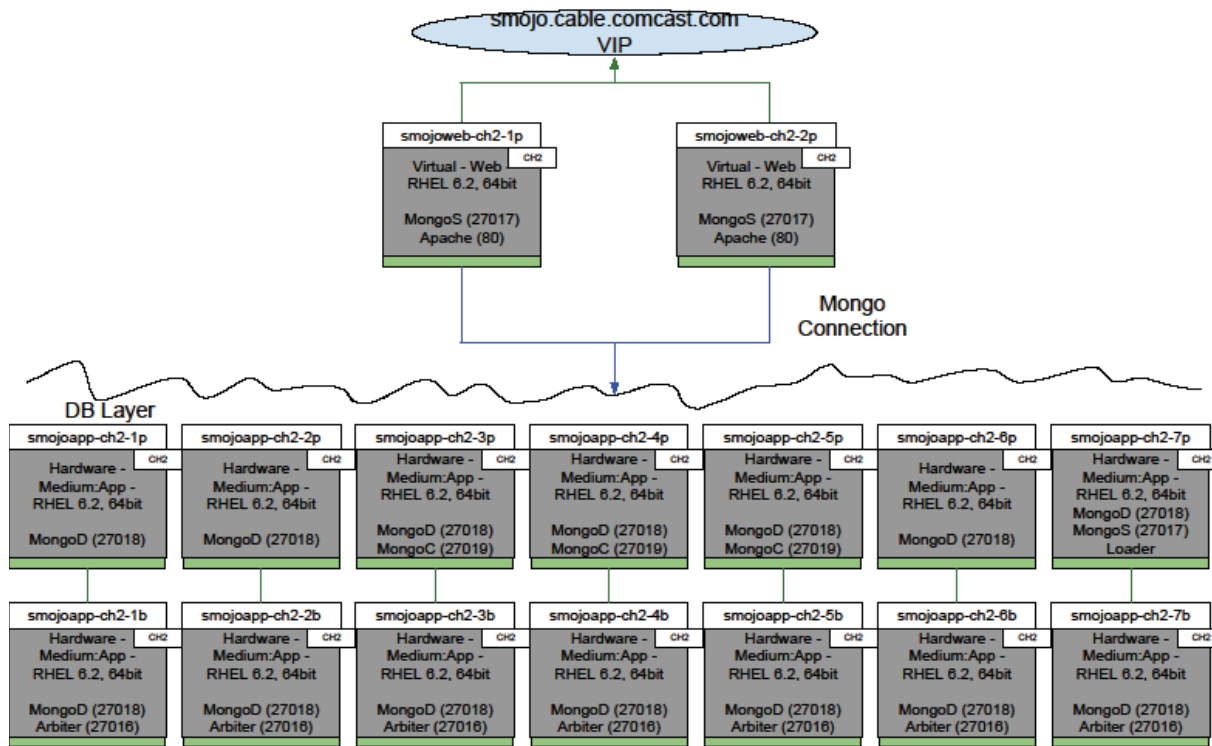 smojo.cable.comcast.com
VIP
smojoweb-ch2-1p
CH2
Virtual - Web -
RHEL 6.2, 64bit
MongoS (27017)
Apache (80)
smojoweb-ch2-2p
CH2
Virtual - Web -
RHEL 6.2, 64bit
MongoS (27017)
Apache (80)
Mongo
Connection
DB Layer
smojoapp-ch2-1p
CH2
Hardware -
Medium:App -
RHEL 6.2, 64bit
MongoD (27018)
smojoapp-ch2-2p
CH2
Hardware -
Medium:App -
RHEL 6.2, 64bit
MongoD (27018)
smojoapp-ch2-3p
CH2
Hardware -
Medium:App -
RHEL 6.2, 64bit
MongoD (27018)
MongoC (27019)
smojoapp-ch2-4p
CH2
Hardware -
Medium:App -
RHEL 6.2, 64bit
MongoD (27018)
MongoC (27019)
smojoapp-ch2-5p
CH2
Hardware -
Medium:App -
RHEL 6.2, 64bit
MongoD (27018)
MongoC (27019)
smojoapp-ch2-6p
CH2
Hardware -
Medium:App -
RHEL 6.2, 64bit
MongoD (27018)
smojoapp-ch2-7p
CH2
Hardware -
Medium:App -
RHEL 6.2, 64bit
MongoD (27018)
MongoS (27017)
Loader
smojoapp-ch2-1b
CH2
Hardware -
Medium:App -
RHEL 6.2, 64bit
MongoD (27018)
Arbiter (27016)
smojoapp-ch2-2b
CH2
Hardware -
Medium:App -
RHEL 6.2, 64bit
MongoD (27018)
Arbiter (27016)
smojoapp-ch2-3b
CH2
Hardware -
Medium:App -
RHEL 6.2, 64bit
MongoD (27018)
Arbiter (27016)
smojoapp-ch2-4b
CH2
Hardware -
Medium:App -
RHEL 6.2, 64bit
MongoD (27018)
Arbiter (27016)
smojoapp-ch2-5b
CH2
Hardware -
Medium:App -
RHEL 6.2, 64bit
MongoD (27018)
Arbiter (27016)
smojoapp-ch2-6b
CH2
Hardware -
Medium:App -
RHEL 6.2, 64bit
MongoD (27018)
Arbiter (27016)
smojoapp-ch2-7b
CH2
Hardware -
Medium:App -
RHEL 6.2, 64bit
MongoD (27018)
Arbiter (27016)